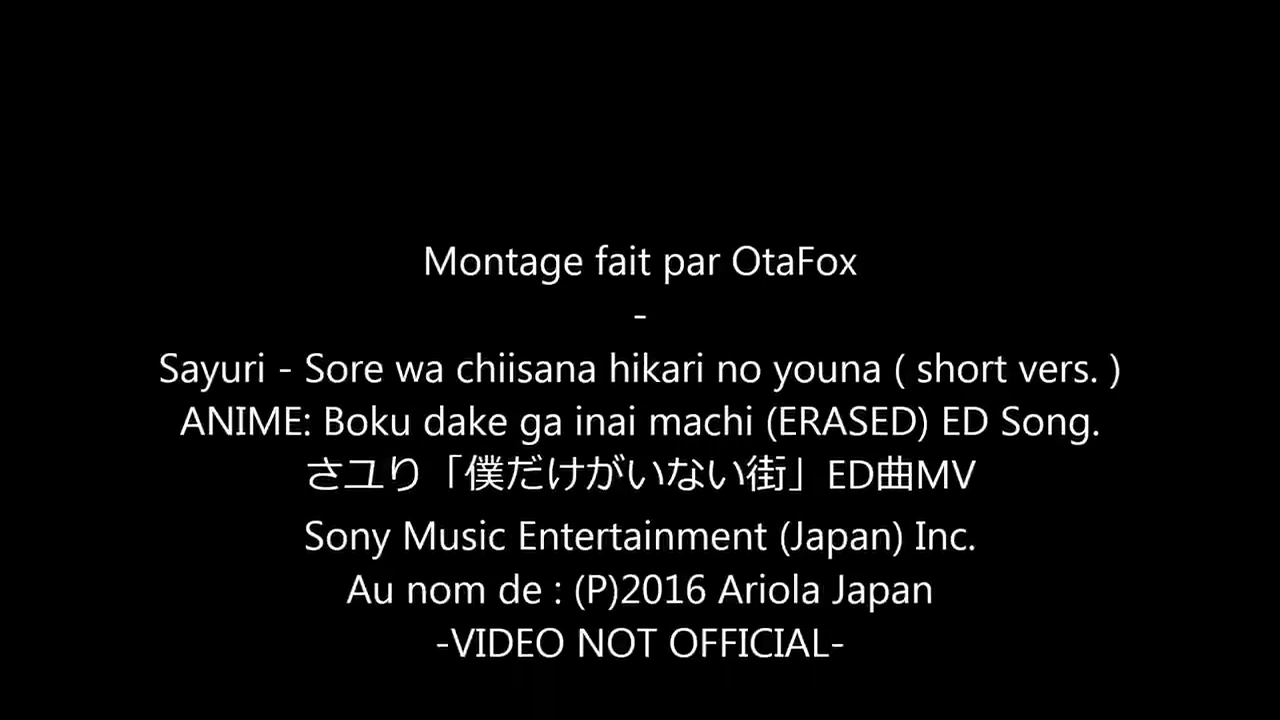 Montage fait par OtaFox
-
Sayuri - Sore wa chiisana hikari no youna ( short vers. )
ANIME: Boku dake ga inai machi (ERASED) ED Song.
さユり「僕だけがいない街」ED曲MV
Sony Music Entertainment (Japan) Inc.
Au nom de : (P)2016 Ariola Japan
-VIDEO NOT OFFICIAL-